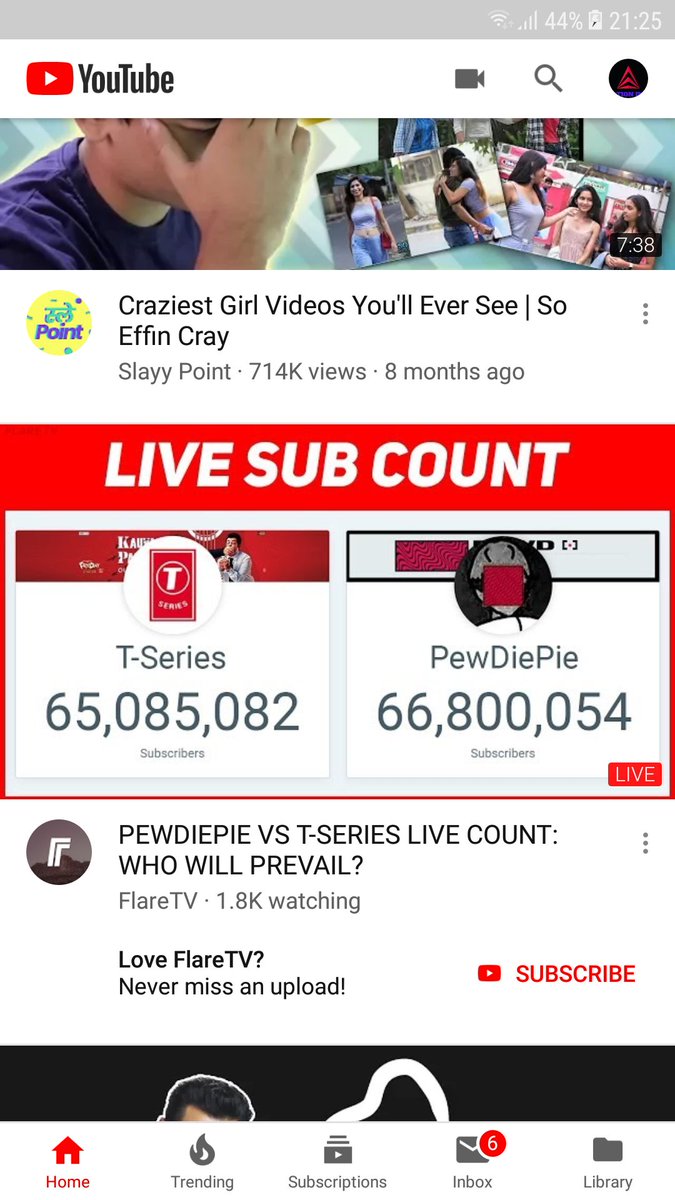 44% 21:25
YouTube
7:38
स्ले
Point
Craziest Girl Videos You'll Ever See | So
Effin Cray
Slayy Point · 714K views · 8 months ago
LIVE SUB COUNT
T
SERIES
T-Series
PewDiePie
65,085,082
66,800,054
Subscribers
Subscribers
LIVE
PEWDIEPIE VS T-SERIES LIVE COUNT:
WHO WILL PREVAIL?
FlareTV · 1.8K watching
Love FlareTV?
Never miss an upload!
SUBSCRIBE
6
Home Trending Subscriptions Inbox Library